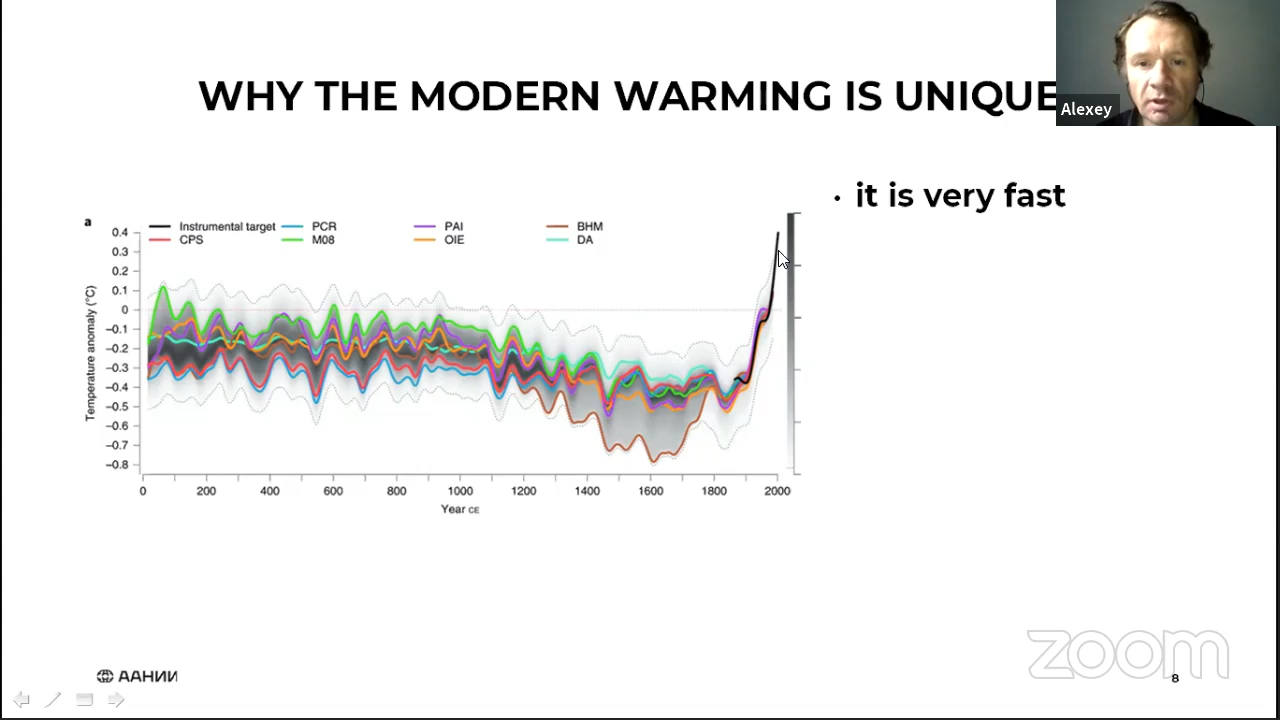 WHY THE MODERN WARMING IS UNIQUE
Alexey
• it is very fast
a
Instrumental target PCR PAI BHM
CPS M08 OIE DA
0.4
0.3
0.2
0.1
0
−0.1
−0.2
−0.3
−0.4
−0.5
−0.6
−0.7
−0.8
Temperature anomaly (°C)
0 200 400 600 800 1000 1200 1400 1600 1800 2000
Year CE
zoom
ААНИИ
8